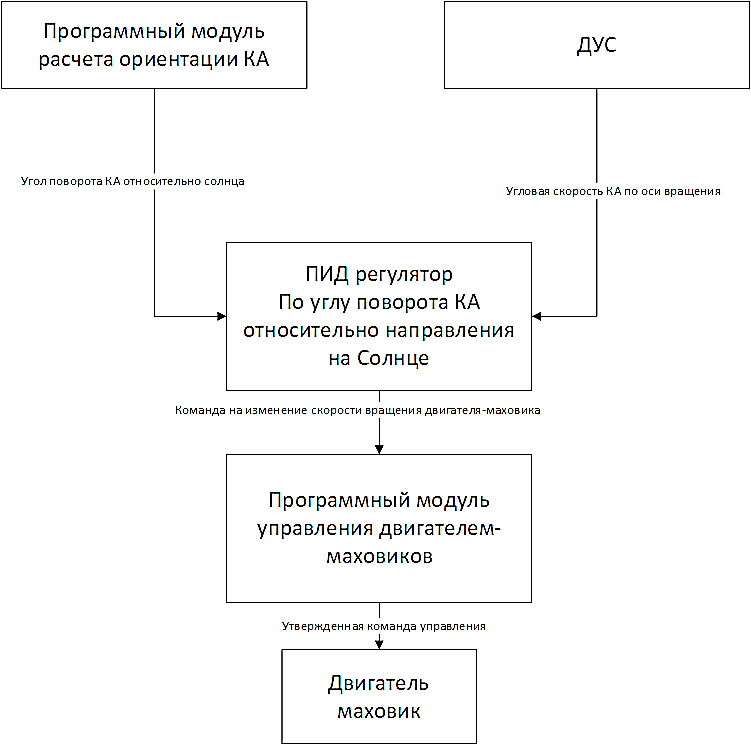 Программный модуль
расчета ориентации КА
ДУС
Угол поворота КА относительно солнца
Угловая скорость КА по оси вращения
ПИД регулятор
По углу поворота КА
относительно направления
на Солнце
Команда на изменение скорости вращения двигателя-маховика
Программный модуль
управления двигателем-
маховиков
Утвержденная команда управления
Двигатель
маховик